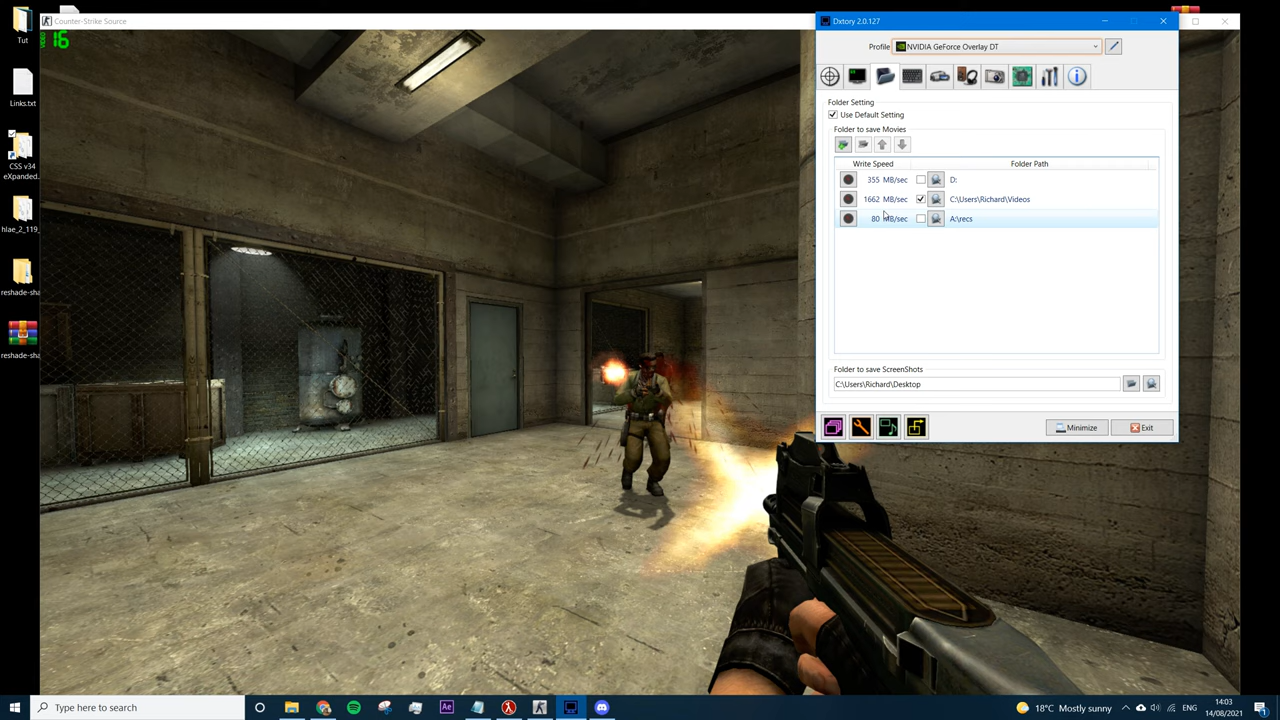 Counter-Strike Source
VIDEO 16
Tut
Links.txt
CSS v34
eXpanded...
hlae_2_119_
reshade-sha
reshade-sha
Dxtory 2.0.127
Profile
NVIDIA GeForce Overlay DT
Folder Setting
Use Default Setting
Folder to save Movies
Write Speed Folder Path
355 MB/sec D:
1662 MB/sec C:\Users\Richard\Videos
80 MB/sec A:\recs
Folder to save ScreenShots
C:\Users\Richard\Desktop
Minimize Exit
Type here to search
Ae
18°C Mostly sunny
14:03
14/08/2021
1